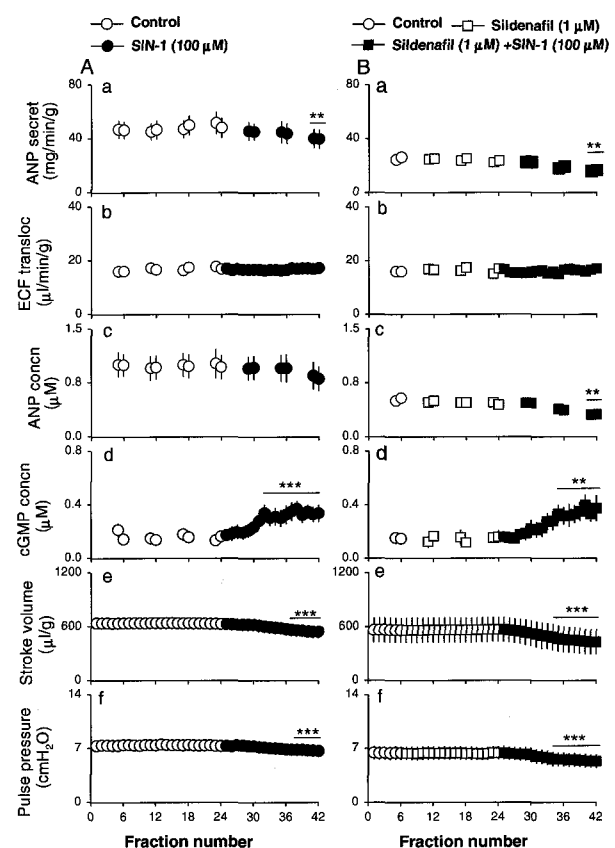 Control
SIN-1 (100 µM)
Control Sildenafil (1 µM)
Sildenafil (1 µM) +SIN-1 (100 µM)
A
a
ANP secret
(mg/min/g)
80
40
0
**
b
ECF transloc
(µl/min/g)
40
20
0
c
ANP concn
(µM)
1.5
0.8
0.0
d
cGMP concn
(µM)
0.8
0.4
0.0
***
e
Stroke volume
(µl/g)
1200
600
0
***
f
Pulse pressure
(cmH2O)
14
7
0
***
0 6 12 18 24 30 36 42
Fraction number
B
a
80
40
0
**
b
40
20
0
c
1.5
0.8
0.0
**
d
0.8
0.4
0.0
**
e
1200
600
0
***
f
14
7
0
***
0 6 12 18 24 30 36 42
Fraction number